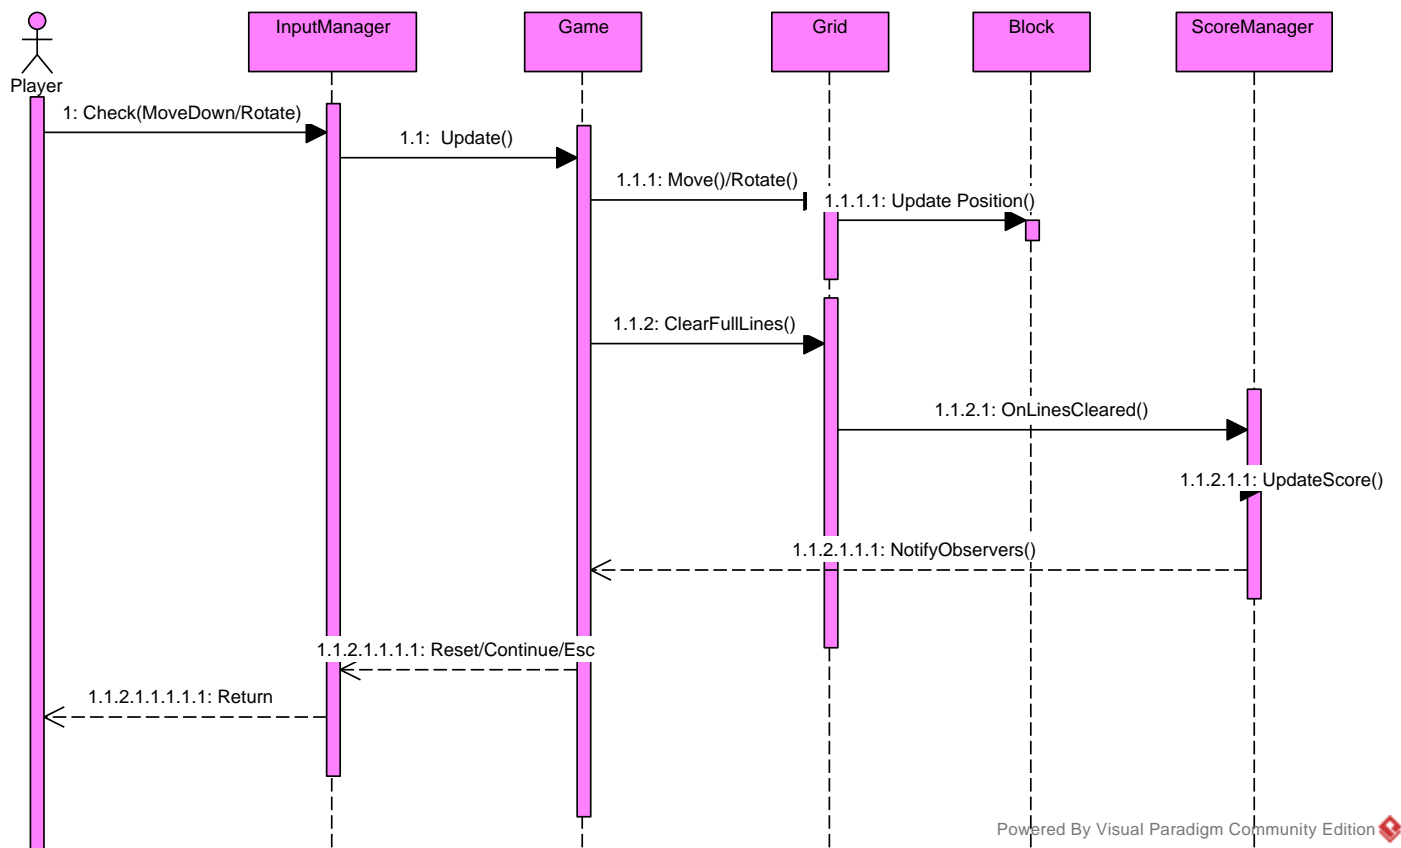 InputManager
Game
Grid
Block
ScoreManager
Player
1: Check(MoveDown/Rotate)
1.1: Update()
1.1.1: Move()/Rotate()
1.1.1.1: Update Position()
1.1.2: ClearFullLines()
1.1.2.1: OnLinesCleared()
1.1.2.1.1: UpdateScore()
1.1.2.1.1.1: NotifyObservers()
1.1.2.1.1.1.1: Reset/Continue/Esc
1.1.2.1.1.1.1.1: Return
Powered By Visual Paradigm Community Edition